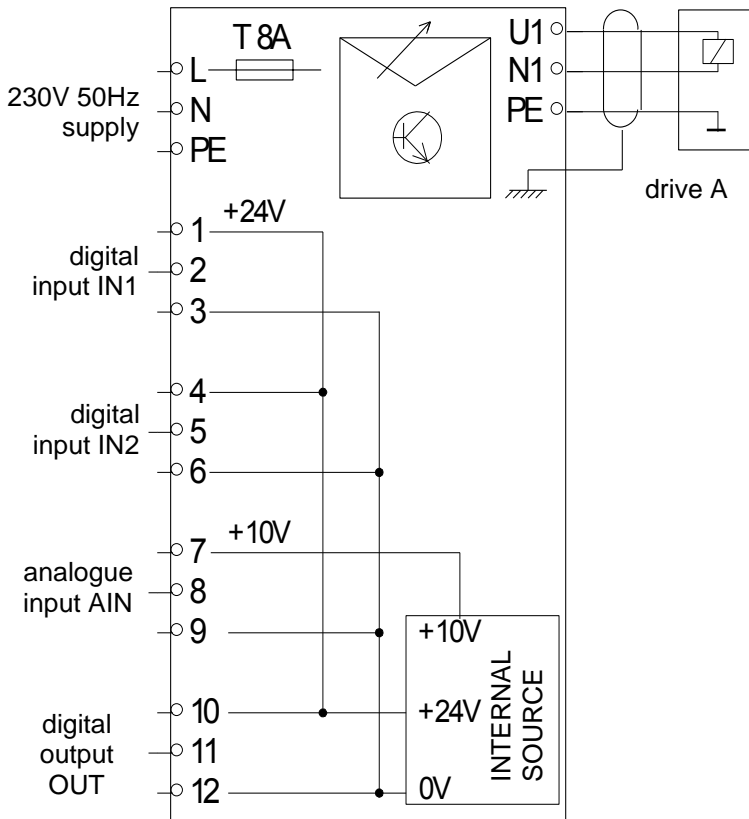 T 8A
U1
L
N1
230V 50Hz
supply
N
PE
PE
drive A
+24V
1
digital
input IN1
2
3
4
digital
input IN2
5
6
+10V
7
analogue
input AIN
8
9
+10V
10
+24V
INTERNAL
SOURCE
digital
output
OUT
11
12
0V